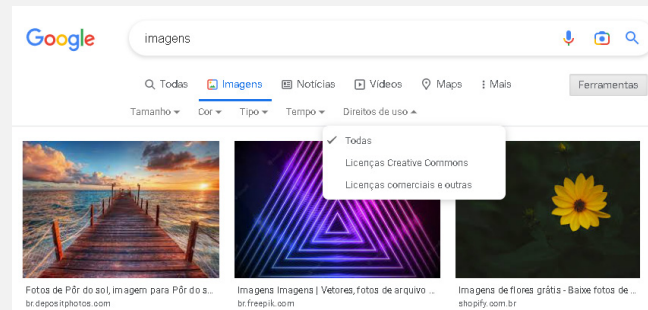 Google
imagens
Todas Imagens Notícias Vídeos Maps Mais Ferramentas
Tamanho Cor Tipo Tempo Direitos de uso
Todas
Licenças Creative Commons
Licenças comerciais e outras
Fotos de Pôr do sol, imagem para Pôr do s...
br.depositphotos.com
Imagens Imagens | Vetores, fotos de arquivo ...
br.freepik.com
Imagens de flores grátis - Baixe fotos de ...
shopify.com.br